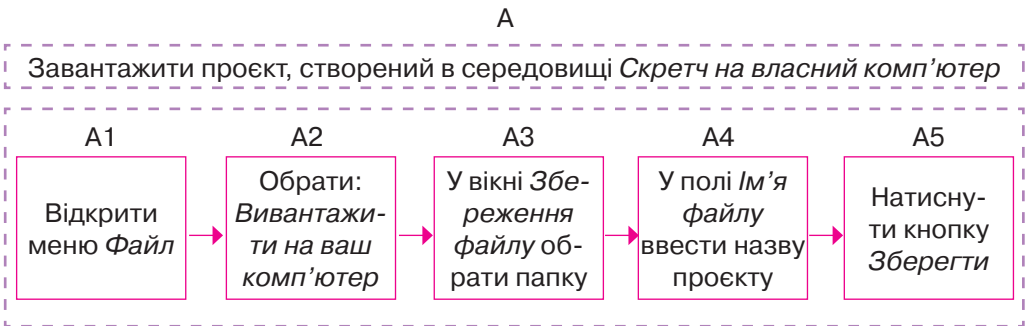 А
Завантажити проєкт, створений в середовищі Скретч на власний комп’ютер
А1
Відкрити
меню Файл
А2
Обрати:
Вивантажи-
ти на ваш
комп’ютер
А3
У вікні Збе-
реження
файлу об-
рати папку
А4
У полі Ім’я
файлу
ввести назву
проєкту
А5
Натисну-
ти кнопку
Зберегти